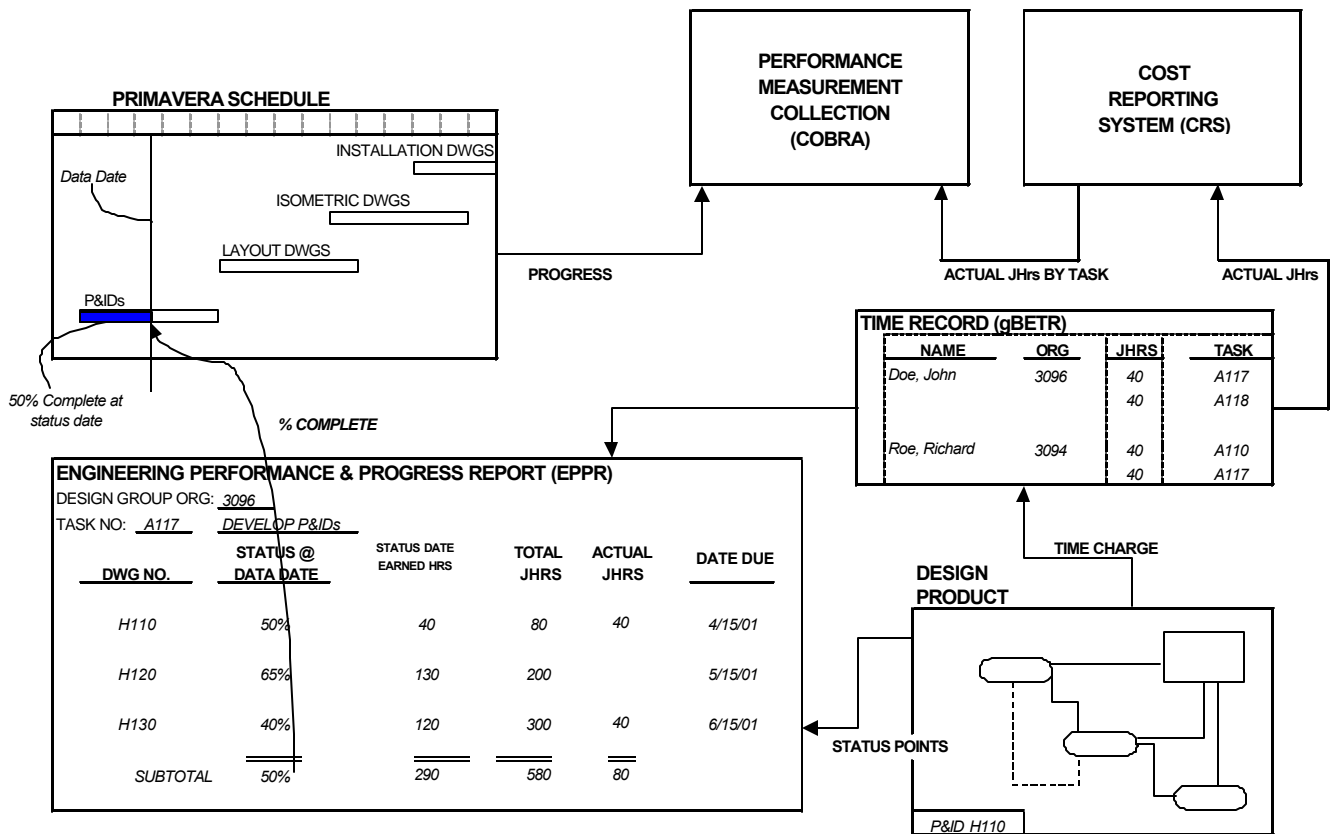 PERFORMANCE
MEASUREMENT
COLLECTION
(COBRA)
COST
REPORTING
SYSTEM (CRS)
PRIMAVERA SCHEDULE
INSTALLATION DWGS
Data Date
ISOMETRIC DWGS
LAYOUT DWGS
P&IDs
PROGRESS
ACTUAL JHrs BY TASK
ACTUAL JHrs
50% Complete at
status date
% COMPLETE
TIME RECORD (gBETR)
NAME ORG JHRS TASK
Doe, John 3096 40 A117
40 A118
Roe, Richard 3094 40 A110
40 A117
ENGINEERING PERFORMANCE & PROGRESS REPORT (EPPR)
DESIGN GROUP ORG: 3096
TASK NO: A117 DEVELOP P&IDs
DWG NO. STATUS @ DATA DATE STATUS DATE EARNED HRS TOTAL JHRS ACTUAL JHRS DATE DUE
H110 50% 40 80 40 4/15/01
H120 65% 130 200 5/15/01
H130 40% 120 300 40 6/15/01
SUBTOTAL 50% 290 580 80
TIME CHARGE
DESIGN
PRODUCT
STATUS POINTS
P&ID H110